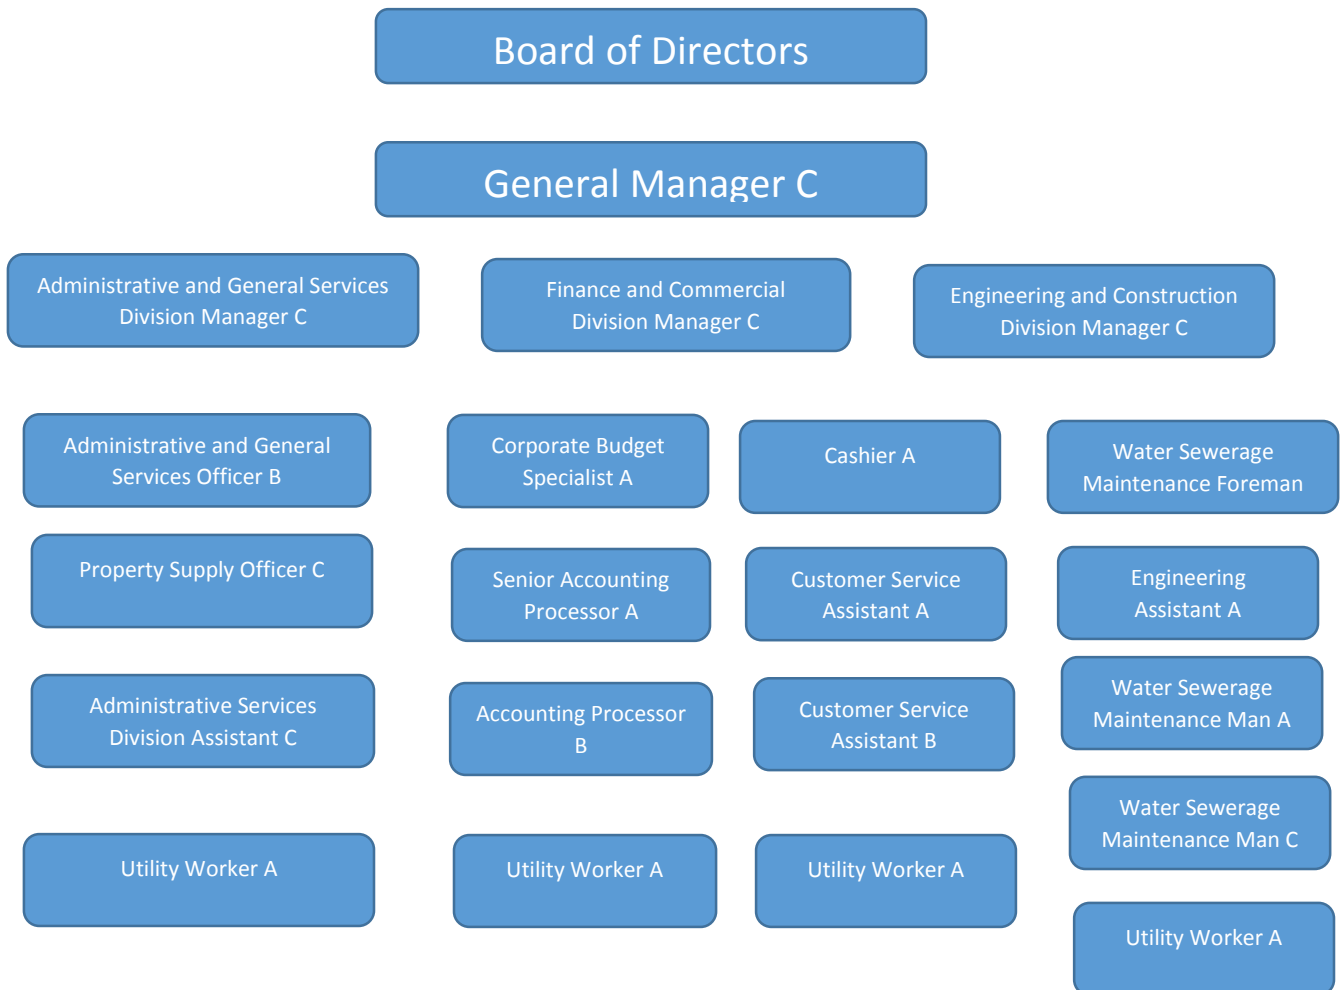 Board of Directors
General Manager C
Administrative and General Services
Division Manager C
Finance and Commercial
Division Manager C
Engineering and Construction
Division Manager C
Administrative and General
Services Officer B
Corporate Budget
Specialist A
Cashier A
Water Sewerage
Maintenance Foreman
Property Supply Officer C
Senior Accounting
Processor A
Customer Service
Assistant A
Engineering
Assistant A
Administrative Services
Division Assistant C
Accounting Processor
B
Customer Service
Assistant B
Water Sewerage
Maintenance Man A
Water Sewerage
Maintenance Man C
Utility Worker A
Utility Worker A
Utility Worker A
Utility Worker A